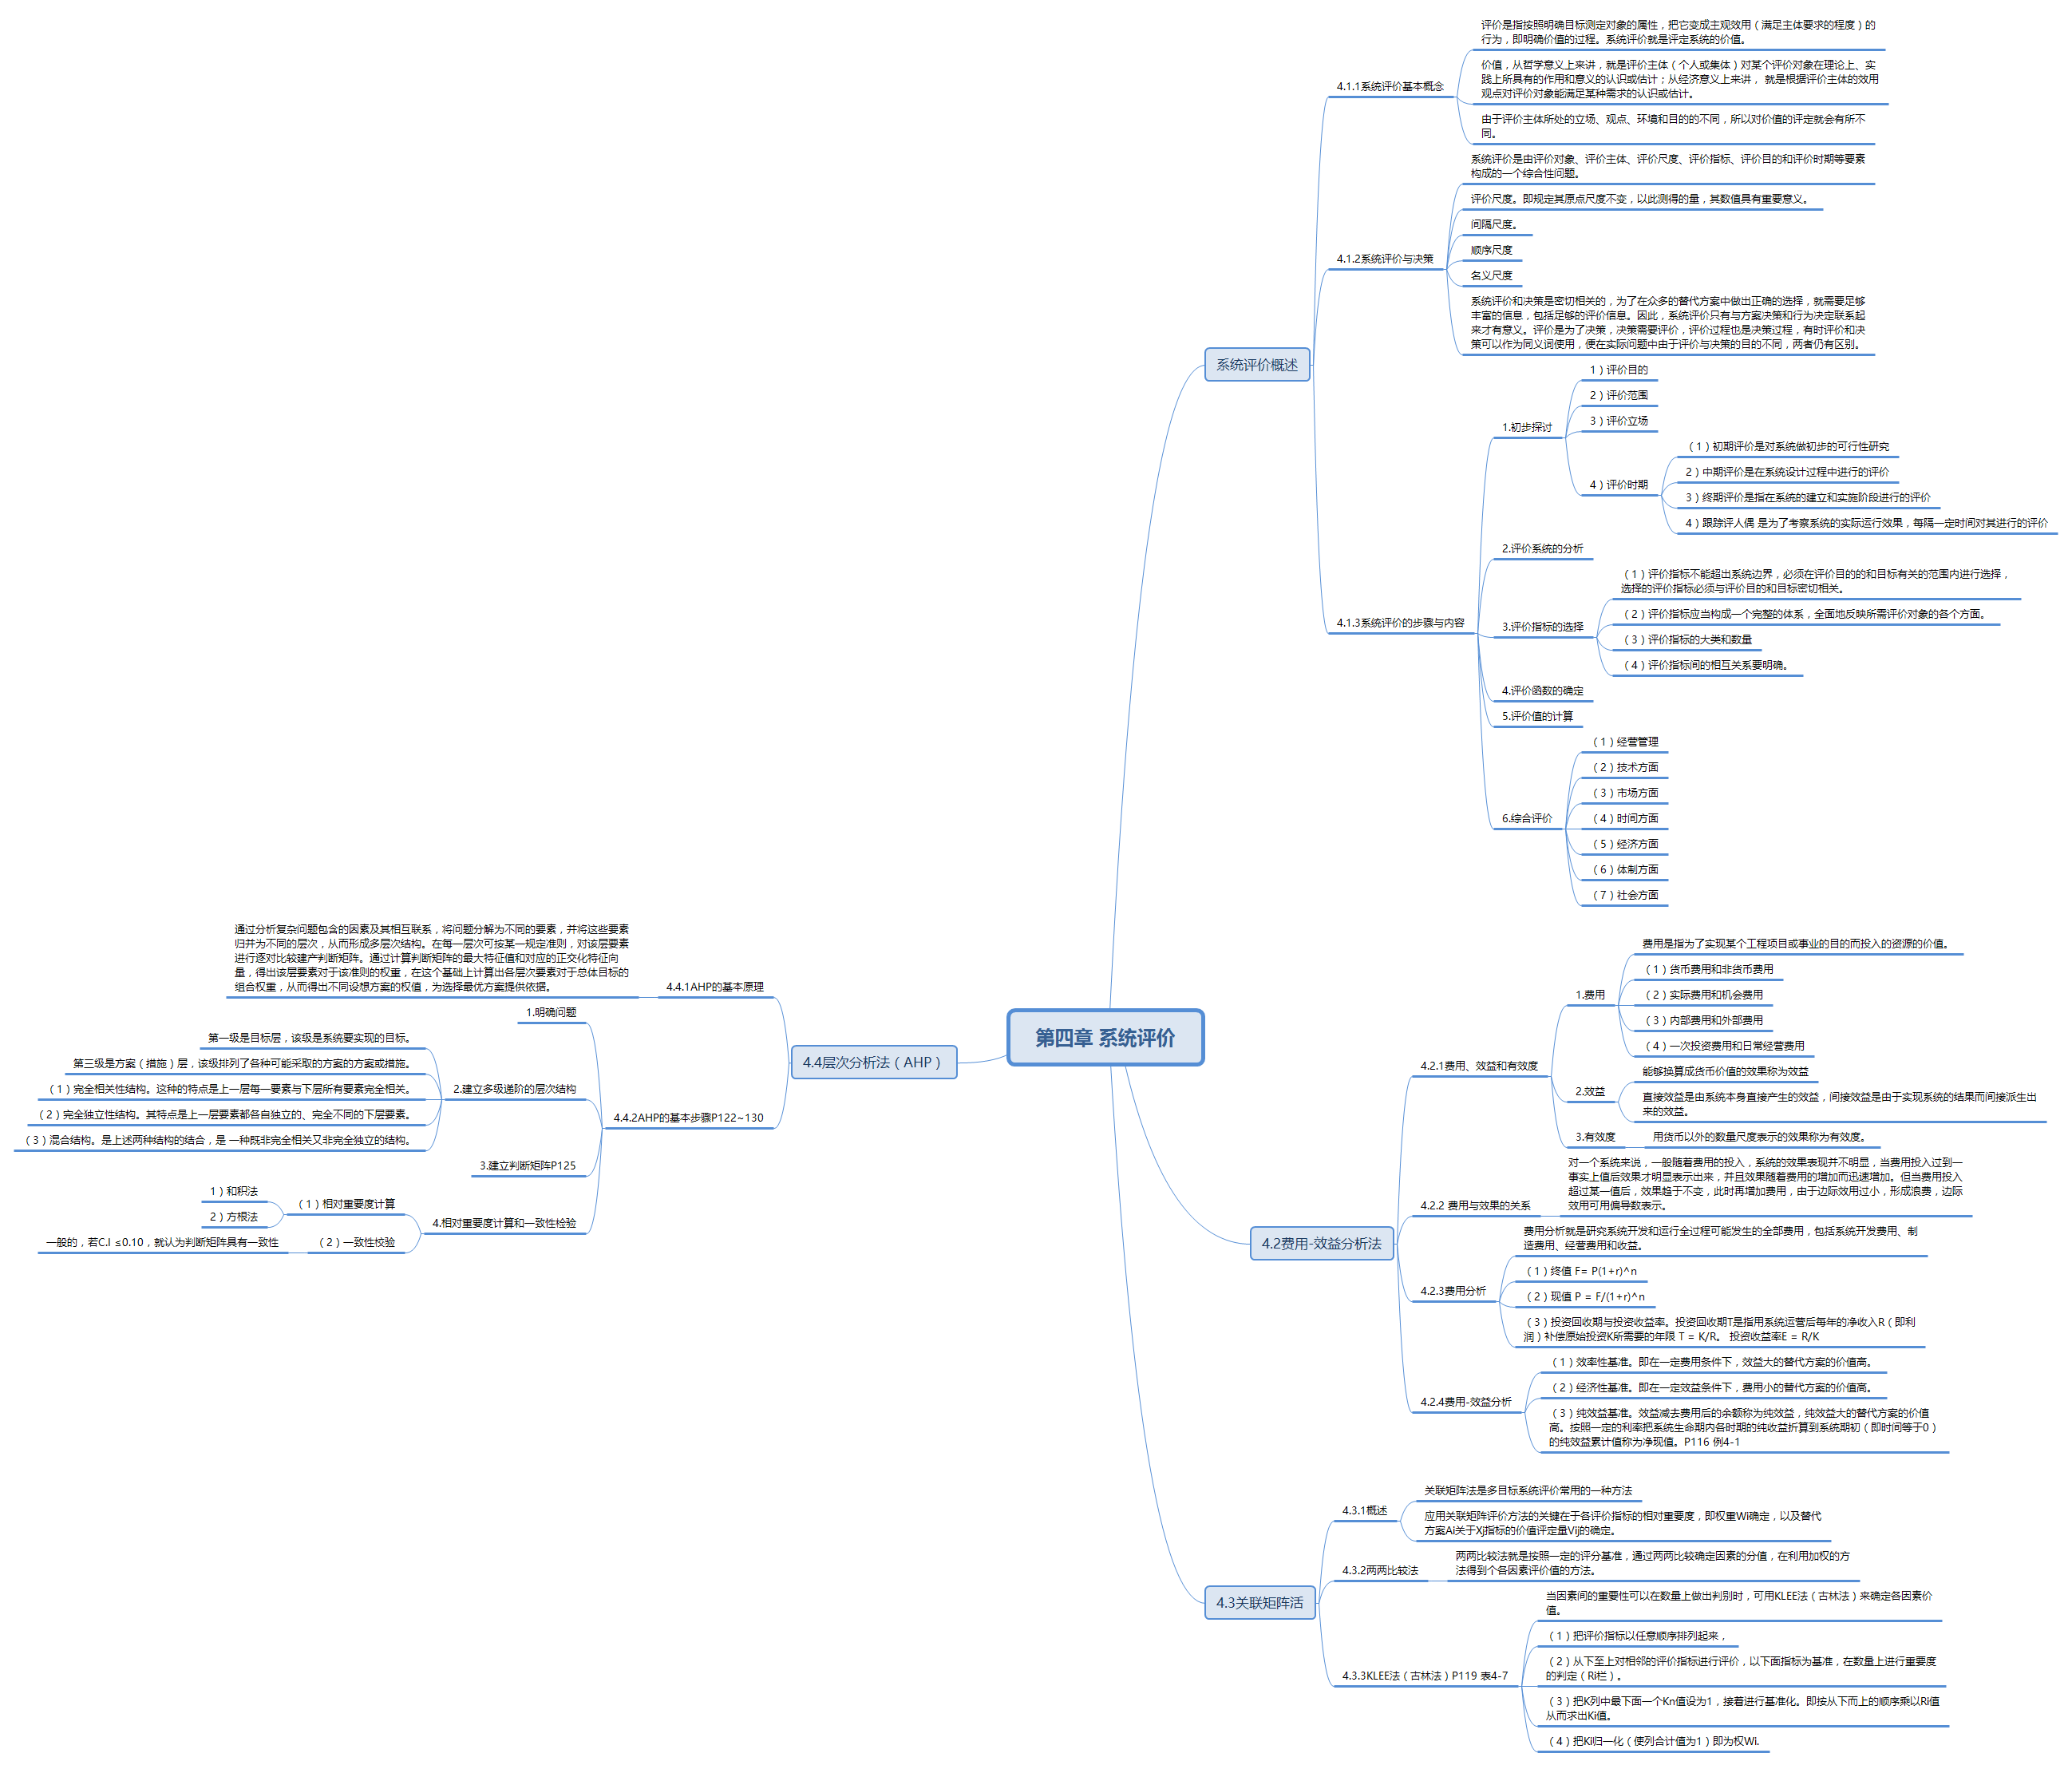 第四章 系统评价
系统评价概述
4.1.1系统评价基本概念
评价是指按照明确目标测定对象的属性，把它变成主观效用（满足主体要求的程度）的
行为，即明确价值的过程。系统评价就是评定系统的价值。
价值，从哲学意义上来讲，就是评价主体（个人或集体）对某个评价对象在理论上、实
践上所具有的作用和意义的认识或估计；从经济意义上来讲， 就是根据评价主体的效用
观点对评价对象能满足某种需求的认识或估计。
由于评价主体所处的立场、观点、环境和目的的不同，所以对价值的评定就会有所不
同。
4.1.2系统评价与决策
系统评价是由评价对象、评价主体、评价尺度、评价指标、评价目的和评价时期等要素
构成的一个综合性问题。
评价尺度。即规定其原点尺度不变，以此测得的量，其数值具有重要意义。
间隔尺度。
顺序尺度
名义尺度
系统评价和决策是密切相关的，为了在众多的替代方案中做出正确的选择，就需要足够
丰富的信息，包括足够的评价信息。因此，系统评价只有与方案决策和行为决定联系起
来才有意义。评价是为了决策，决策需要评价，评价过程也是决策过程，有时评价和决
策可以作为同义词使用，便在实际问题中由于评价与决策的目的不同，两者仍有区别。
4.1.3系统评价的步骤与内容
1.初步探讨
1）评价目的
2）评价范围
3）评价立场
4）评价时期
（1）初期评价是对系统做初步的可行性研究
2）中期评价是在系统设计过程中进行的评价
3）终期评价是指在系统的建立和实施阶段进行的评价
4）跟踪评人偶 是为了考察系统的实际运行效果，每隔一定时间对其进行的评价
2.评价系统的分析
3.评价指标的选择
（1）评价指标不能超出系统边界，必须在评价目的的和目标有关的范围内进行选择，
选择的评价指标必须与评价目的和目标密切相关。
（2）评价指标应当构成一个完整的体系，全面地反映所需评价对象的各个方面。
（3）评价指标的大类和数量
（4）评价指标间的相互关系要明确。
4.评价函数的确定
5.评价值的计算
6.综合评价
（1）经营管理
（2）技术方面
（3）市场方面
（4）时间方面
（5）经济方面
（6）体制方面
（7）社会方面
4.2费用-效益分析法
4.2.1费用、效益和有效度
1.费用
费用是指为了实现某个工程项目或事业的目的而投入的资源的价值。
（1）货币费用和非货币费用
（2）实际费用和机会费用
（3）内部费用和外部费用
（4）一次投资费用和日常经营费用
2.效益
能够换算成货币价值的效果称为效益
直接效益是由系统本身直接产生的效益，间接效益是由于实现系统的结果而间接派生出
来的效益。
3.有效度
用货币以外的数量尺度表示的效果称为有效度。
4.2.2 费用与效果的关系
对一个系统来说，一般随着费用的投入，系统的效果表现并不明显，当费用投入过到一
事实上值后效果才明显表示出来，并且效果随着费用的增加而迅速增加。但当费用投入
超过某一值后，效果趋于不变，此时再增加费用，由于边际效用过小，形成浪费，边际
效用可用偏导数表示。
4.2.3费用分析
费用分析就是研究系统开发和运行全过程可能发生的全部费用，包括系统开发费用、制
造费用、经营费用和收益。
（1）终值 F= P(1+r)^n
（2）现值 P = F/(1+r)^n
（3）投资回收期与投资收益率。投资回收期T是指用系统运营后每年的净收入R（即利
润）补偿原始投资K所需要的年限 T = K/R。 投资收益率E = R/K
4.2.4费用-效益分析
（1）效率性基准。即在一定费用条件下，效益大的替代方案的价值高。
（2）经济性基准。即在一定效益条件下，费用小的替代方案的价值高。
（3）纯效益基准。效益减去费用后的余额称为纯效益，纯效益大的替代方案的价值
高。按照一定的利率把系统生命期内各时期的纯收益折算到系统期初（即时间等于0）
的纯效益累计值称为净现值。P116 例4-1
4.3关联矩阵活
4.3.1概述
关联矩阵法是多目标系统评价常用的一种方法
应用关联矩阵评价方法的关键在于各评价指标的相对重要度，即权重Wi确定，以及替代
方案Ai关于Xj指标的价值评定量Vij的确定。
4.3.2两两比较法
两两比较法就是按照一定的评分基准，通过两两比较确定因素的分值，在利用加权的方
法得到个各因素评价值的方法。
4.3.3KLEE法（古林法）P119 表4-7
当因素间的重要性可以在数量上做出判别时，可用KLEE法（古林法）来确定各因素价
值。
（1）把评价指标以任意顺序排列起来，
（2）从下至上对相邻的评价指标进行评价，以下面指标为基准，在数量上进行重要度
的判定（Ri栏）。
（3）把K列中最下面一个Kn值设为1，接着进行基准化。即按从下而上的顺序乘以Ri值
从而求出Ki值。
（4）把Ki归一化（使列合计值为1）即为权Wi.
4.4层次分析法（AHP）
4.4.1AHP的基本原理
通过分析复杂问题包含的因素及其相互联系，将问题分解为不同的要素，并将这些要素
归并为不同的层次，从而形成多层次结构。在每一层次可按某一规定准则，对该层要素
进行逐对比较建产判断矩阵。通过计算判断矩阵的最大特征值和对应的正交化特征向
量，得出该层要素对于该准则的权重，在这个基础上计算出各层次要素对于总体目标的
组合权重，从而得出不同设想方案的权值，为选择最优方案提供依据。
4.4.2AHP的基本步骤P122~130
1.明确问题
2.建立多级递阶的层次结构
第一级是目标层，该级是系统要实现的目标。
第三级是方案（措施）层，该级排列了各种可能采取的方案的方案或措施。
（1）完全相关性结构。这种的特点是上一层每一要素与下层所有要素完全相关。
（2）完全独立性结构。其特点是上一层要素都各自独立的、完全不同的下层要素。
（3）混合结构。是上述两种结构的结合，是 一种既非完全相关又非完全独立的结构。
3.建立判断矩阵P125
4.相对重要度计算和一致性检验
（1）相对重要度计算
1）和积法
2）方根法
（2）一致性校验
一般的，若C.I ≤0.10，就认为判断矩阵具有一致性